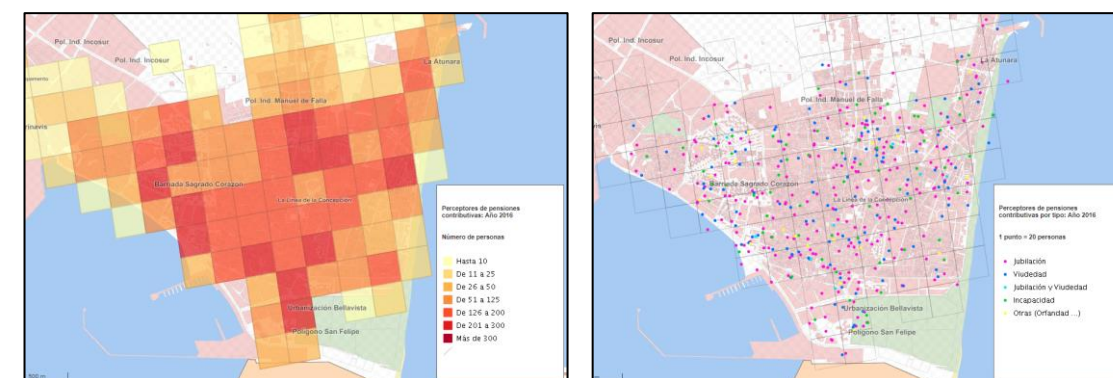 Pol. Ind. Incosur
Pol. Ind. Incosur
La Atunara
Pol. Ind. Manuel de Falla
Barriada Sagrado Corazon
La Linea de la Concepción
Urbanización Bellavista
Polígono San Felipe
Perceptores de pensiones
contributivas: Año 2016
Número de personas
Hasta 10
De 11 a 25
De 26 a 50
De 51 a 125
De 126 a 200
De 201 a 300
Más de 300
Pol. Ind. Incosur
Pol. Ind. Incosur
La Atunara
Pol. Ind. Manuel de Falla
Barriada Sagrado Corazon
La Linea de la Concepción
Urbanización Bellavista
Polígono San Felipe
Perceptores de pensiones
contributivas por tipo: Año 2016
1 punto = 20 personas
Jubilación
Viudedad
Jubilación y Viudedad
Incapacidad
Otras (Orfandad ...)